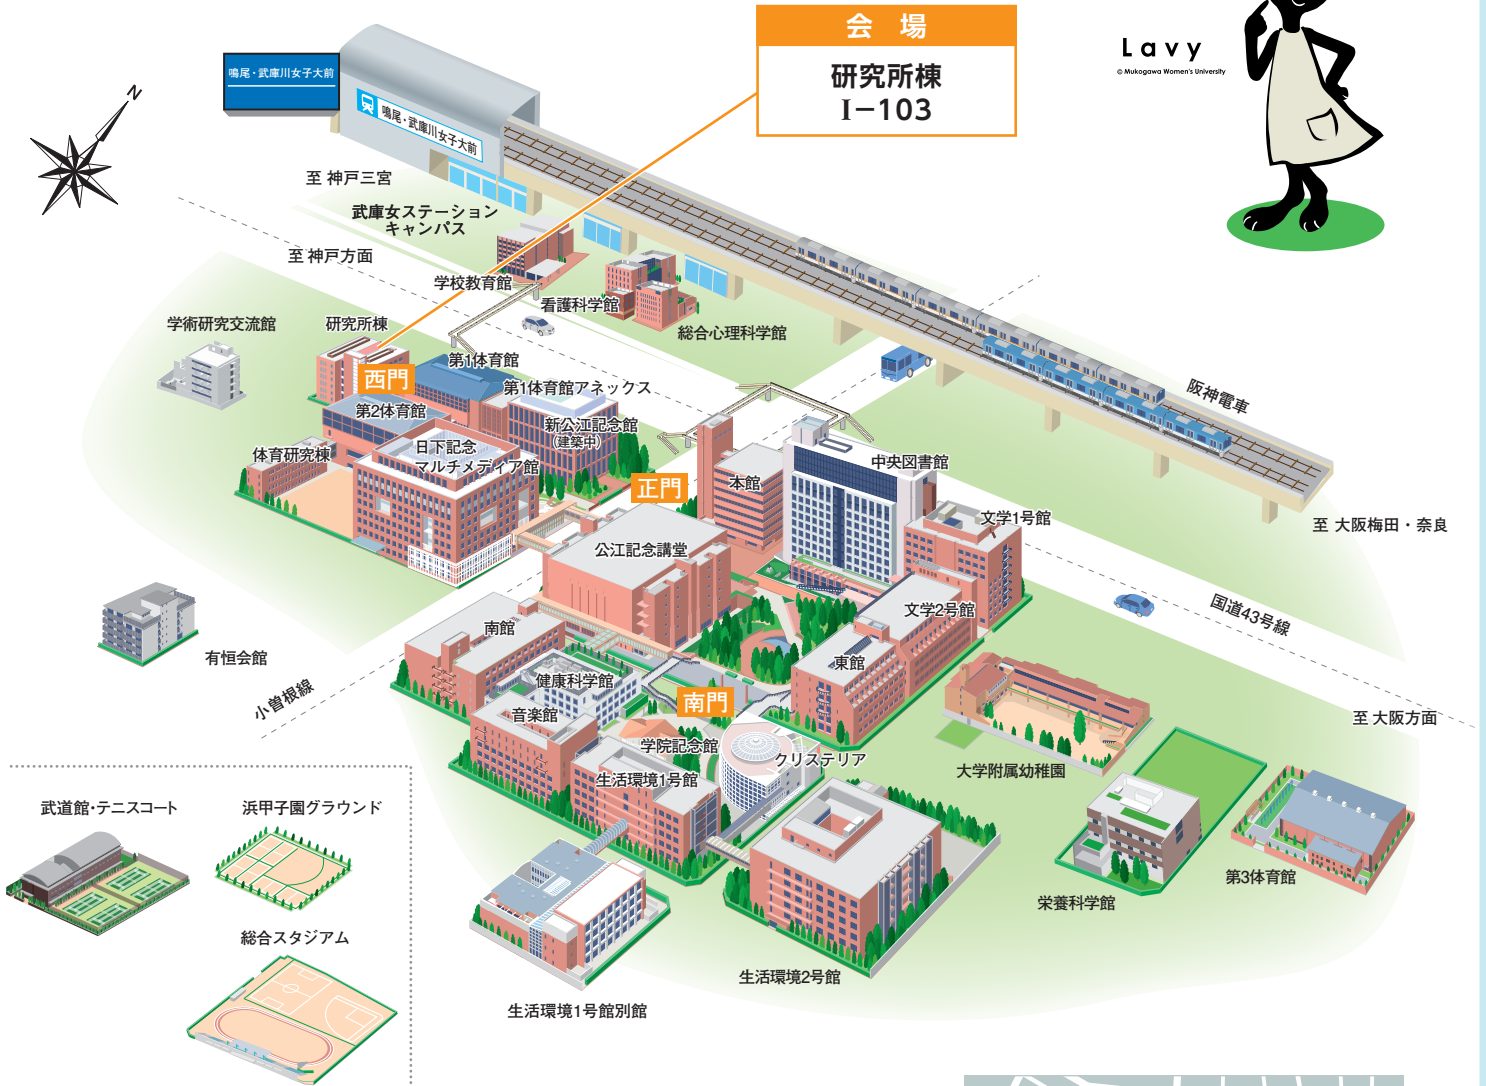 会 場
研究所棟
I－103
Lavy
© Mukogawa Women's University
N
鳴尾・武庫川女子大前
鳴尾・武庫川女子大前
至 神戸三宮
武庫女ステーション
キャンパス
至 神戸方面
学校教育館
看護科学館
総合心理科学館
学術研究交流館
研究所棟
西門
第1体育館
第1体育館アネックス
第2体育館
新公江記念館
(建築中)
日下記念
マルチメディア館
体育研究棟
阪神電車
中央図書館
本館
正門
文学1号館
至 大阪梅田・奈良
公江記念講堂
国道43号線
文学2号館
南館
東館
有恒会館
健康科学館
小曽根線
南門
音楽館
至 大阪方面
学院記念館
クリステリア
大学附属幼稚園
生活環境1号館
武道館・テニスコート
浜甲子園グラウンド
第3体育館
栄養科学館
総合スタジアム
生活環境2号館
生活環境1号館別館